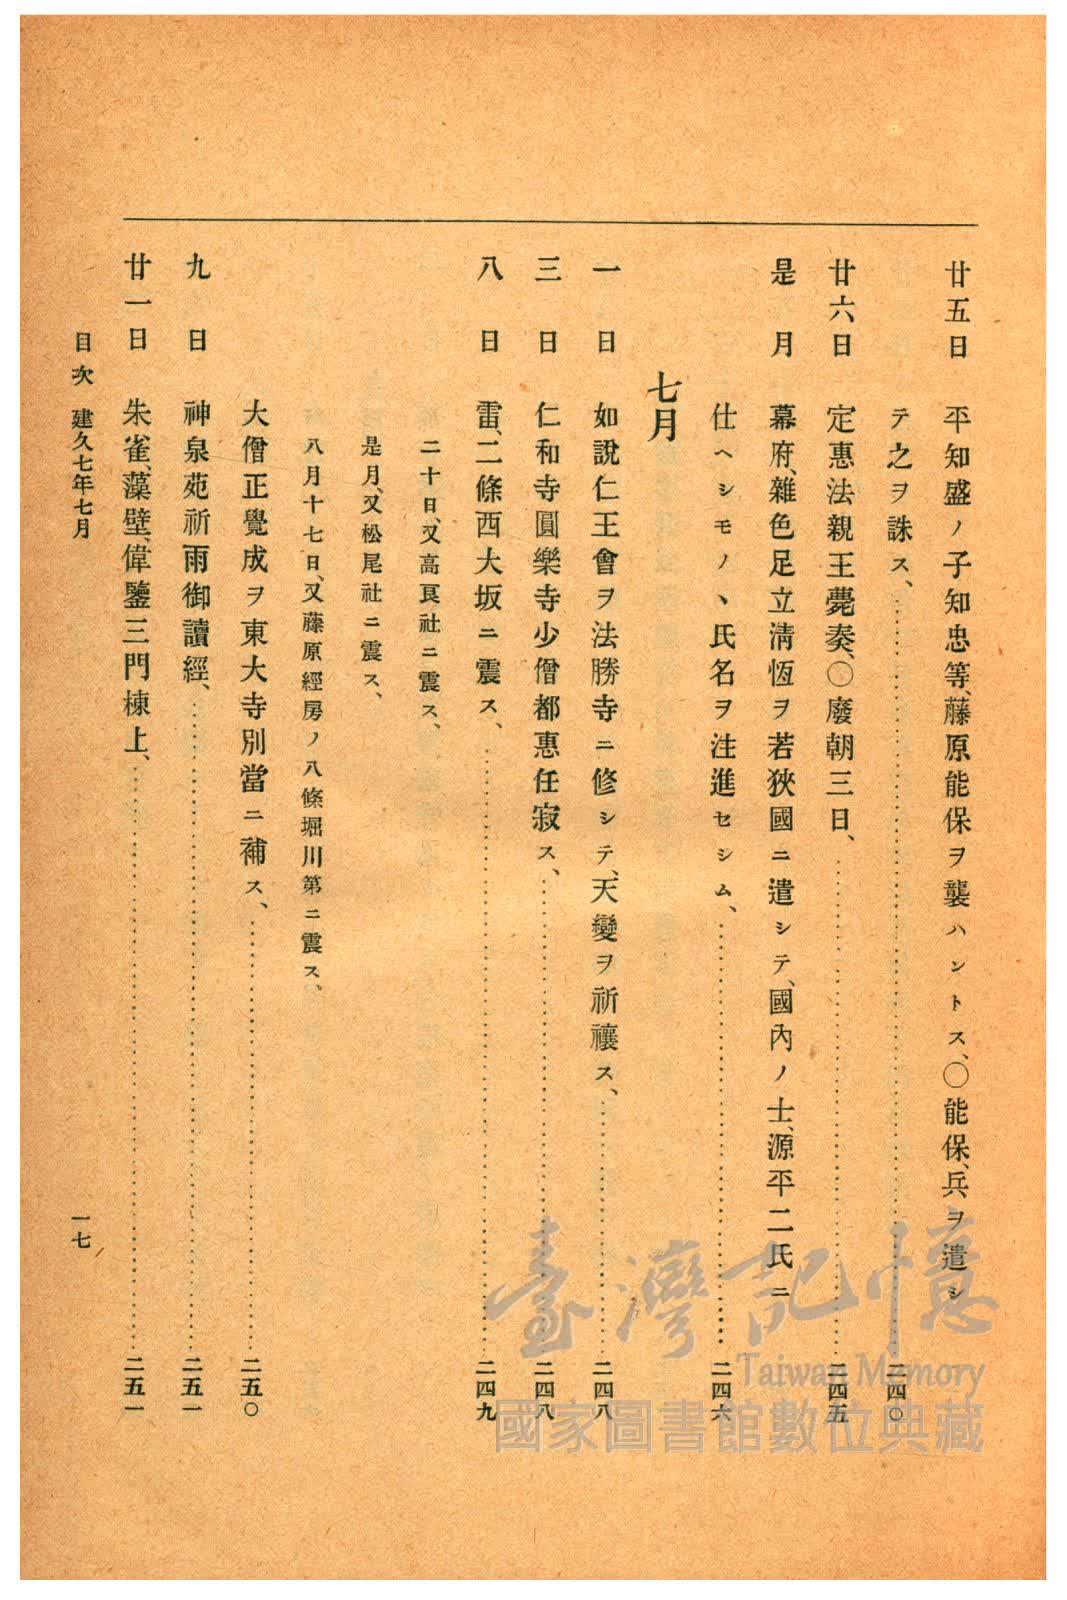 廿五日 平知盛ノ子知忠等、藤原能保ヲ襲ハントス、〇能保、兵ヲ遣シ
テ之ヲ誅ス、……二四〇
廿六日 定惠法親王薨奏、〇廢朝三日、……二四五
是月 幕府、雜色足立淸恆ヲ若狹國ニ遣シテ、國內ノ士、源平二氏ニ
仕ヘシモノヽ氏名ヲ注進セシム、……二四六
七月
一日 如說仁王會ヲ法勝寺ニ修シテ、天變ヲ祈禳ス、……二四八
三日 仁和寺圓樂寺少僧都惠任寂ス、……二四八
八日 雷、二條西大坂ニ震ス、……二四九
二十日、又高良社ニ震ス、
是月、又松尾社ニ震ス、
八月十七日、又藤原經房ノ八條堀川第ニ震ス、
大僧正覺成ヲ東大寺別當ニ補ス、……二五〇
九日 神泉苑祈雨御讀經、……二五一
廿一日 朱雀、藻壁、偉鑒三門棟上、……二五一
目次 建久七年七月 一七
臺灣記憶
Taiwan Memory
國家圖書館數位典藏